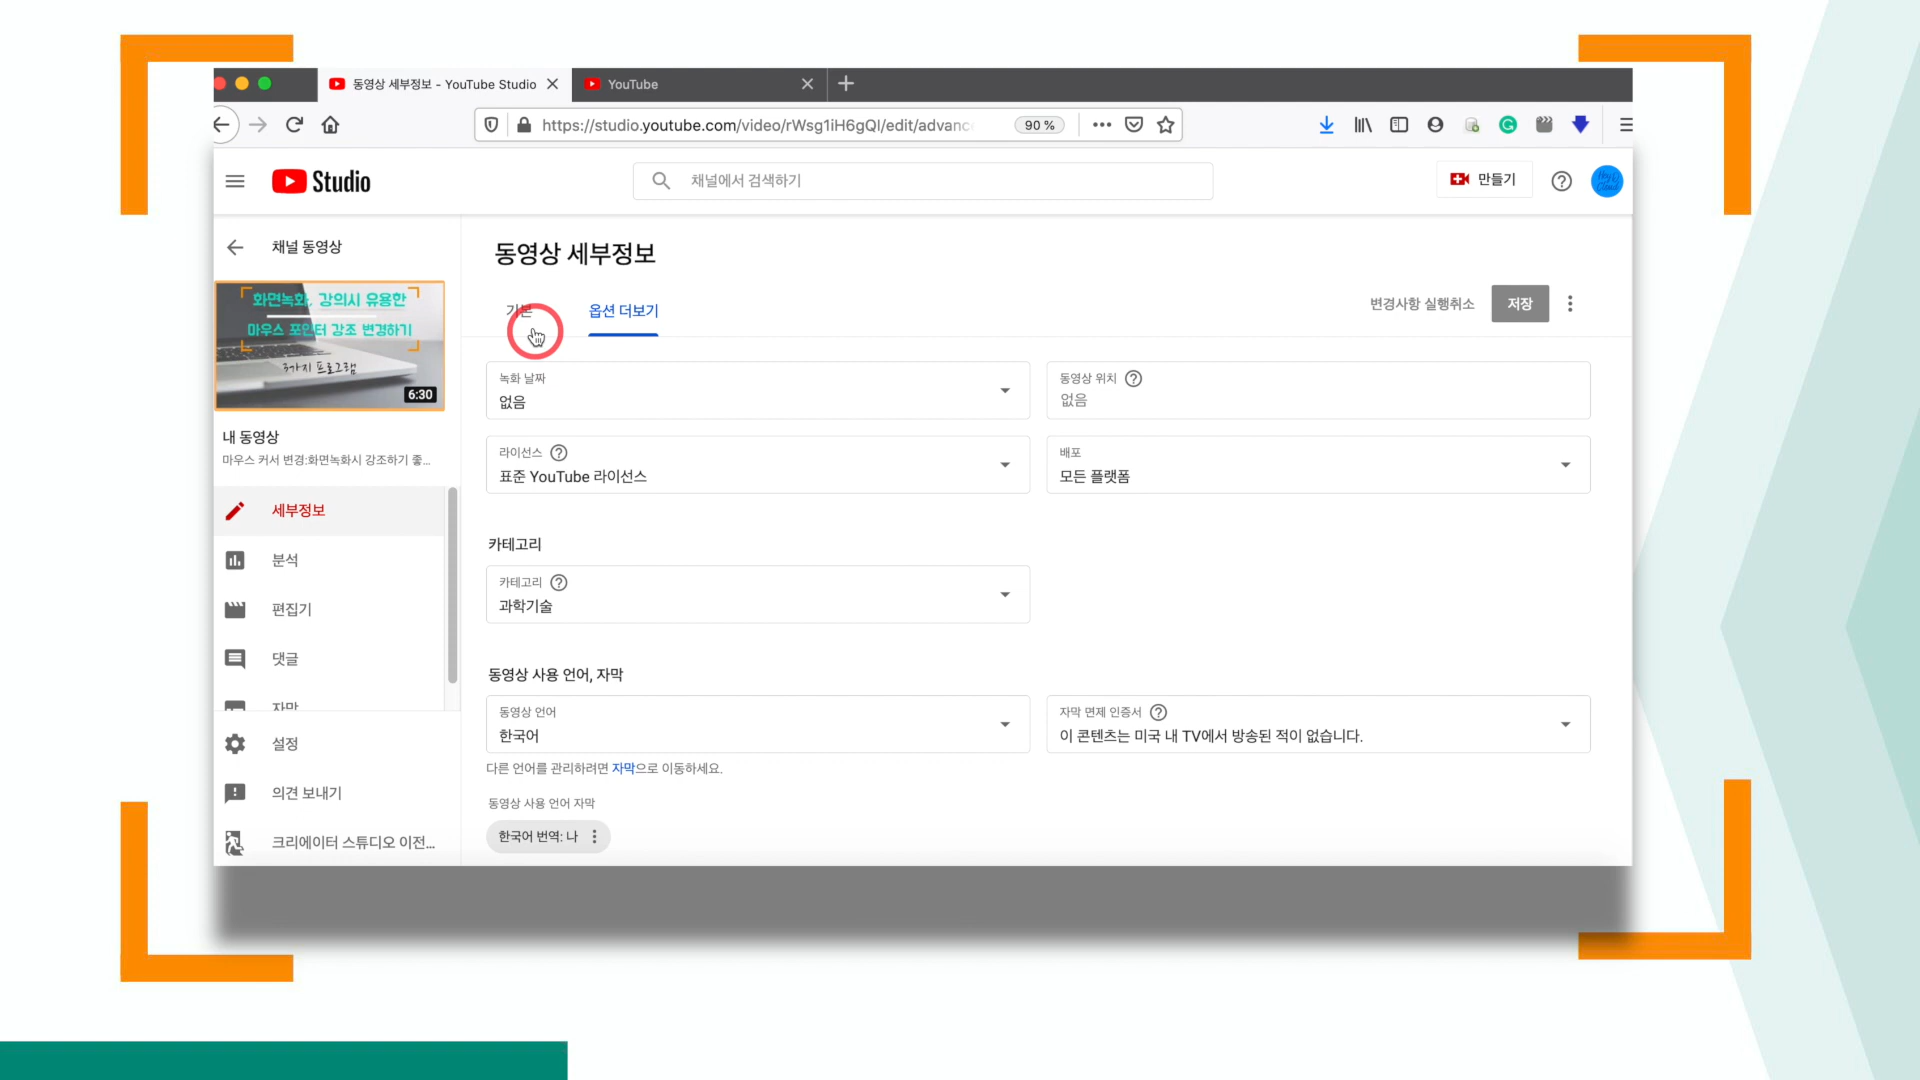 동영상 세부정보 - YouTube Studio
YouTube
https://studio.youtube.com/video/rWsg1iH6gQI/edit/advanc
90 %
Studio
채널에서 검색하기
만들기
채널 동영상
화면녹화, 강의시 유용한
마우스 포인터 강조 변경하기
3가지 프로그램
6:30
내 동영상
마우스 커서 변경:화면녹화시 강조하기 좋...
세부정보
분석
편집기
댓글
자막
설정
의견 보내기
크리에이터 스튜디오 이전...
동영상 세부정보
기본
옵션 더보기
변경사항 실행취소
저장
녹화 날짜
없음
동영상 위치
없음
라이선스
표준 YouTube 라이선스
배포
모든 플랫폼
카테고리
카테고리
과학기술
동영상 사용 언어, 자막
동영상 언어
한국어
자막 면제 인증서
이 콘텐츠는 미국 내 TV에서 방송된 적이 없습니다.
다른 언어를 관리하려면 자막으로 이동하세요.
동영상 사용 언어 자막
한국어 번역: 나